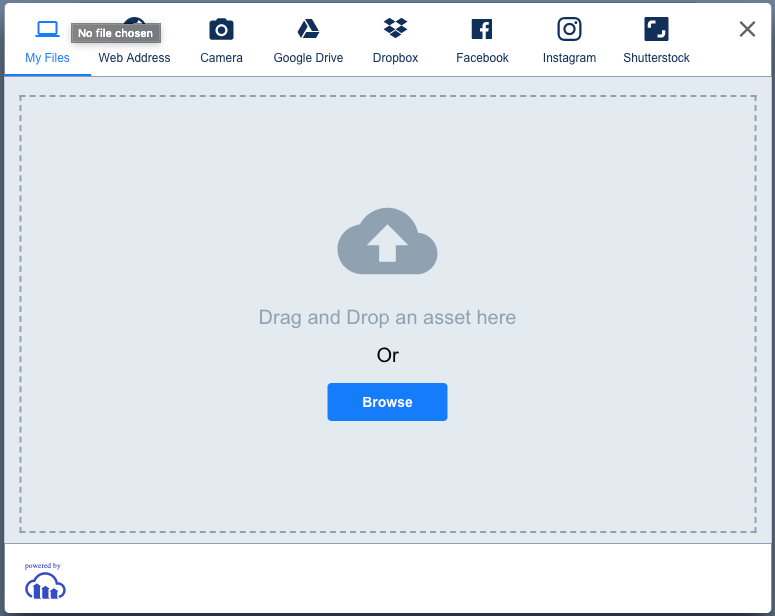 No file chosen
My Files
Web Address
Camera
Google Drive
Dropbox
Facebook
Instagram
Shutterstock
Drag and Drop an asset here
Or
Browse
powered by